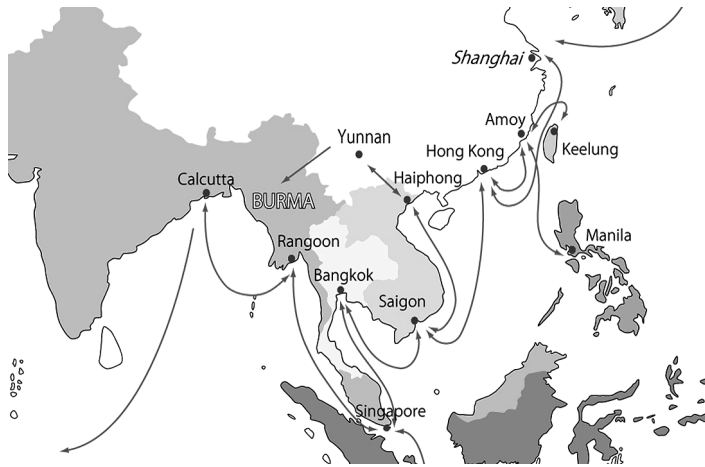 Shanghai
Amoy
Keelung
Yunnan
Hong Kong
Haiphong
Calcutta
BURMA
Rangoon
Manila
Bangkok
Saigon
Singapore